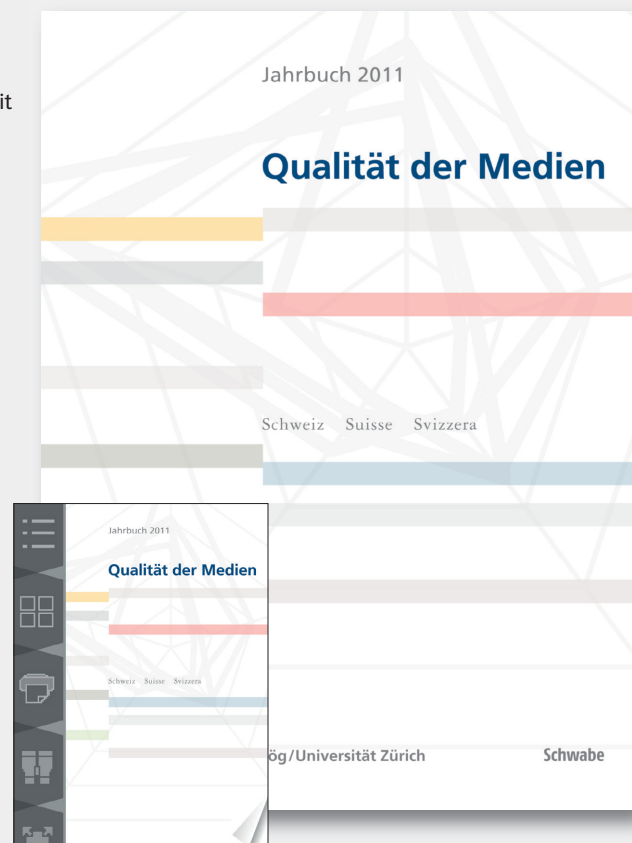 it
Jahrbuch 2011
Qualität der Medien
Schweiz Suisse Svizzera
ög/Universität Zürich
Schwabe
Jahrbuch 2011
Qualität der Medien
Schweiz Suisse Svizzera